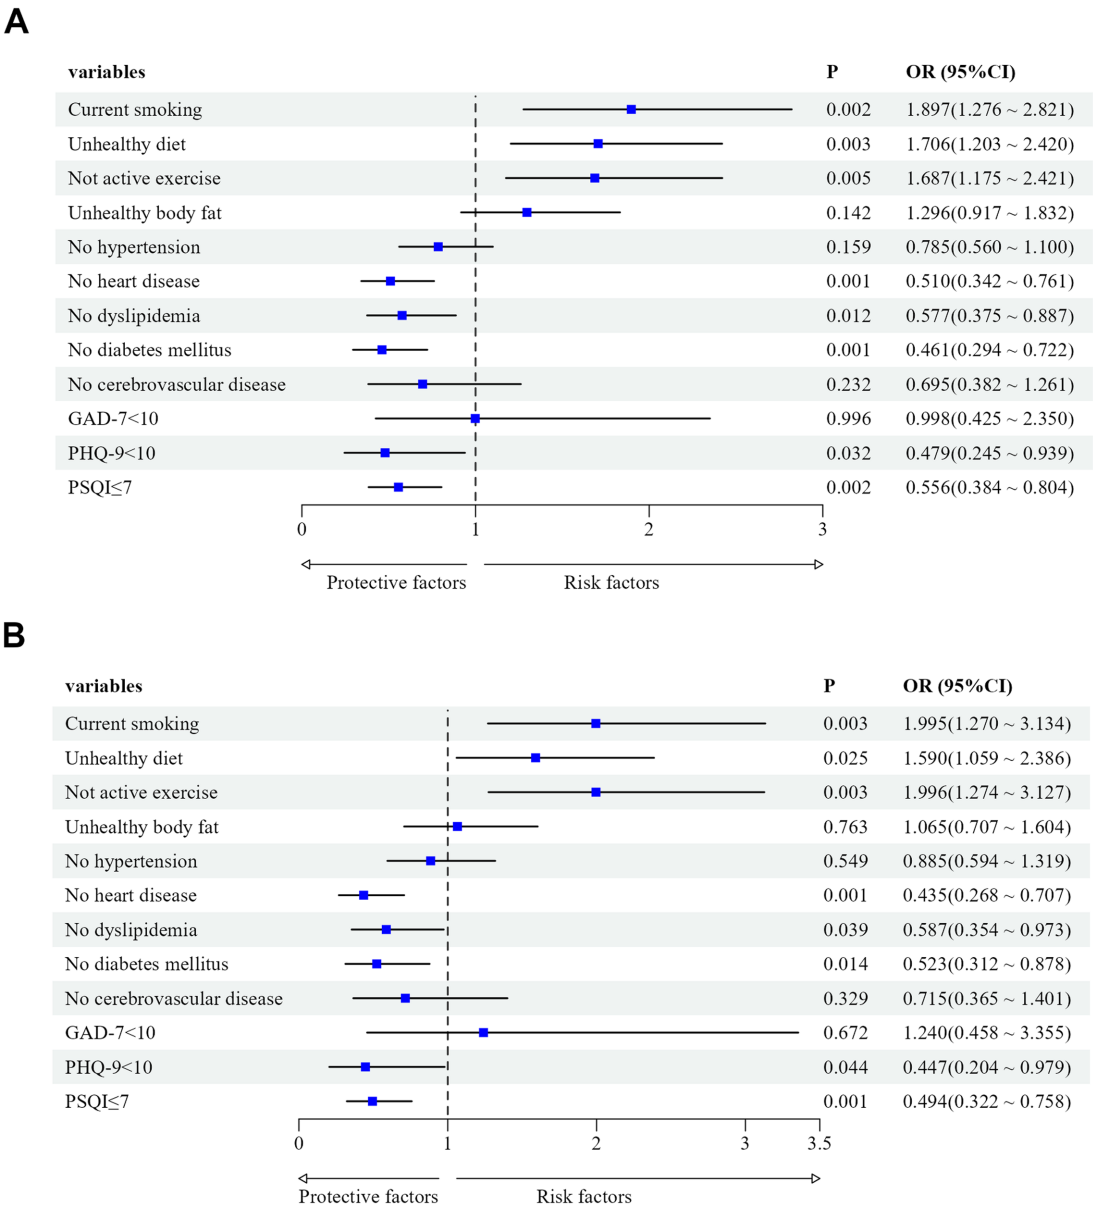 A
variables P OR (95%CI)
Current smoking 0.002 1.897(1.276 ~ 2.821)
Unhealthy diet 0.003 1.706(1.203 ~ 2.420)
Not active exercise 0.005 1.687(1.175 ~ 2.421)
Unhealthy body fat 0.142 1.296(0.917 ~ 1.832)
No hypertension 0.159 0.785(0.560 ~ 1.100)
No heart disease 0.001 0.510(0.342 ~ 0.761)
No dyslipidemia 0.012 0.577(0.375 ~ 0.887)
No diabetes mellitus 0.001 0.461(0.294 ~ 0.722)
No cerebrovascular disease 0.232 0.695(0.382 ~ 1.261)
GAD-7<10 0.996 0.998(0.425 ~ 2.350)
PHQ-9<10 0.032 0.479(0.245 ~ 0.939)
PSQI≤7 0.002 0.556(0.384 ~ 0.804)
0 1 2 3
Protective factors Risk factors
B
variables P OR (95%CI)
Current smoking 0.003 1.995(1.270 ~ 3.134)
Unhealthy diet 0.025 1.590(1.059 ~ 2.386)
Not active exercise 0.003 1.996(1.274 ~ 3.127)
Unhealthy body fat 0.763 1.065(0.707 ~ 1.604)
No hypertension 0.549 0.885(0.594 ~ 1.319)
No heart disease 0.001 0.435(0.268 ~ 0.707)
No dyslipidemia 0.039 0.587(0.354 ~ 0.973)
No diabetes mellitus 0.014 0.523(0.312 ~ 0.878)
No cerebrovascular disease 0.329 0.715(0.365 ~ 1.401)
GAD-7<10 0.672 1.240(0.458 ~ 3.355)
PHQ-9<10 0.044 0.447(0.204 ~ 0.979)
PSQI≤7 0.001 0.494(0.322 ~ 0.758)
0 1 2 3 3.5
Protective factors Risk factors